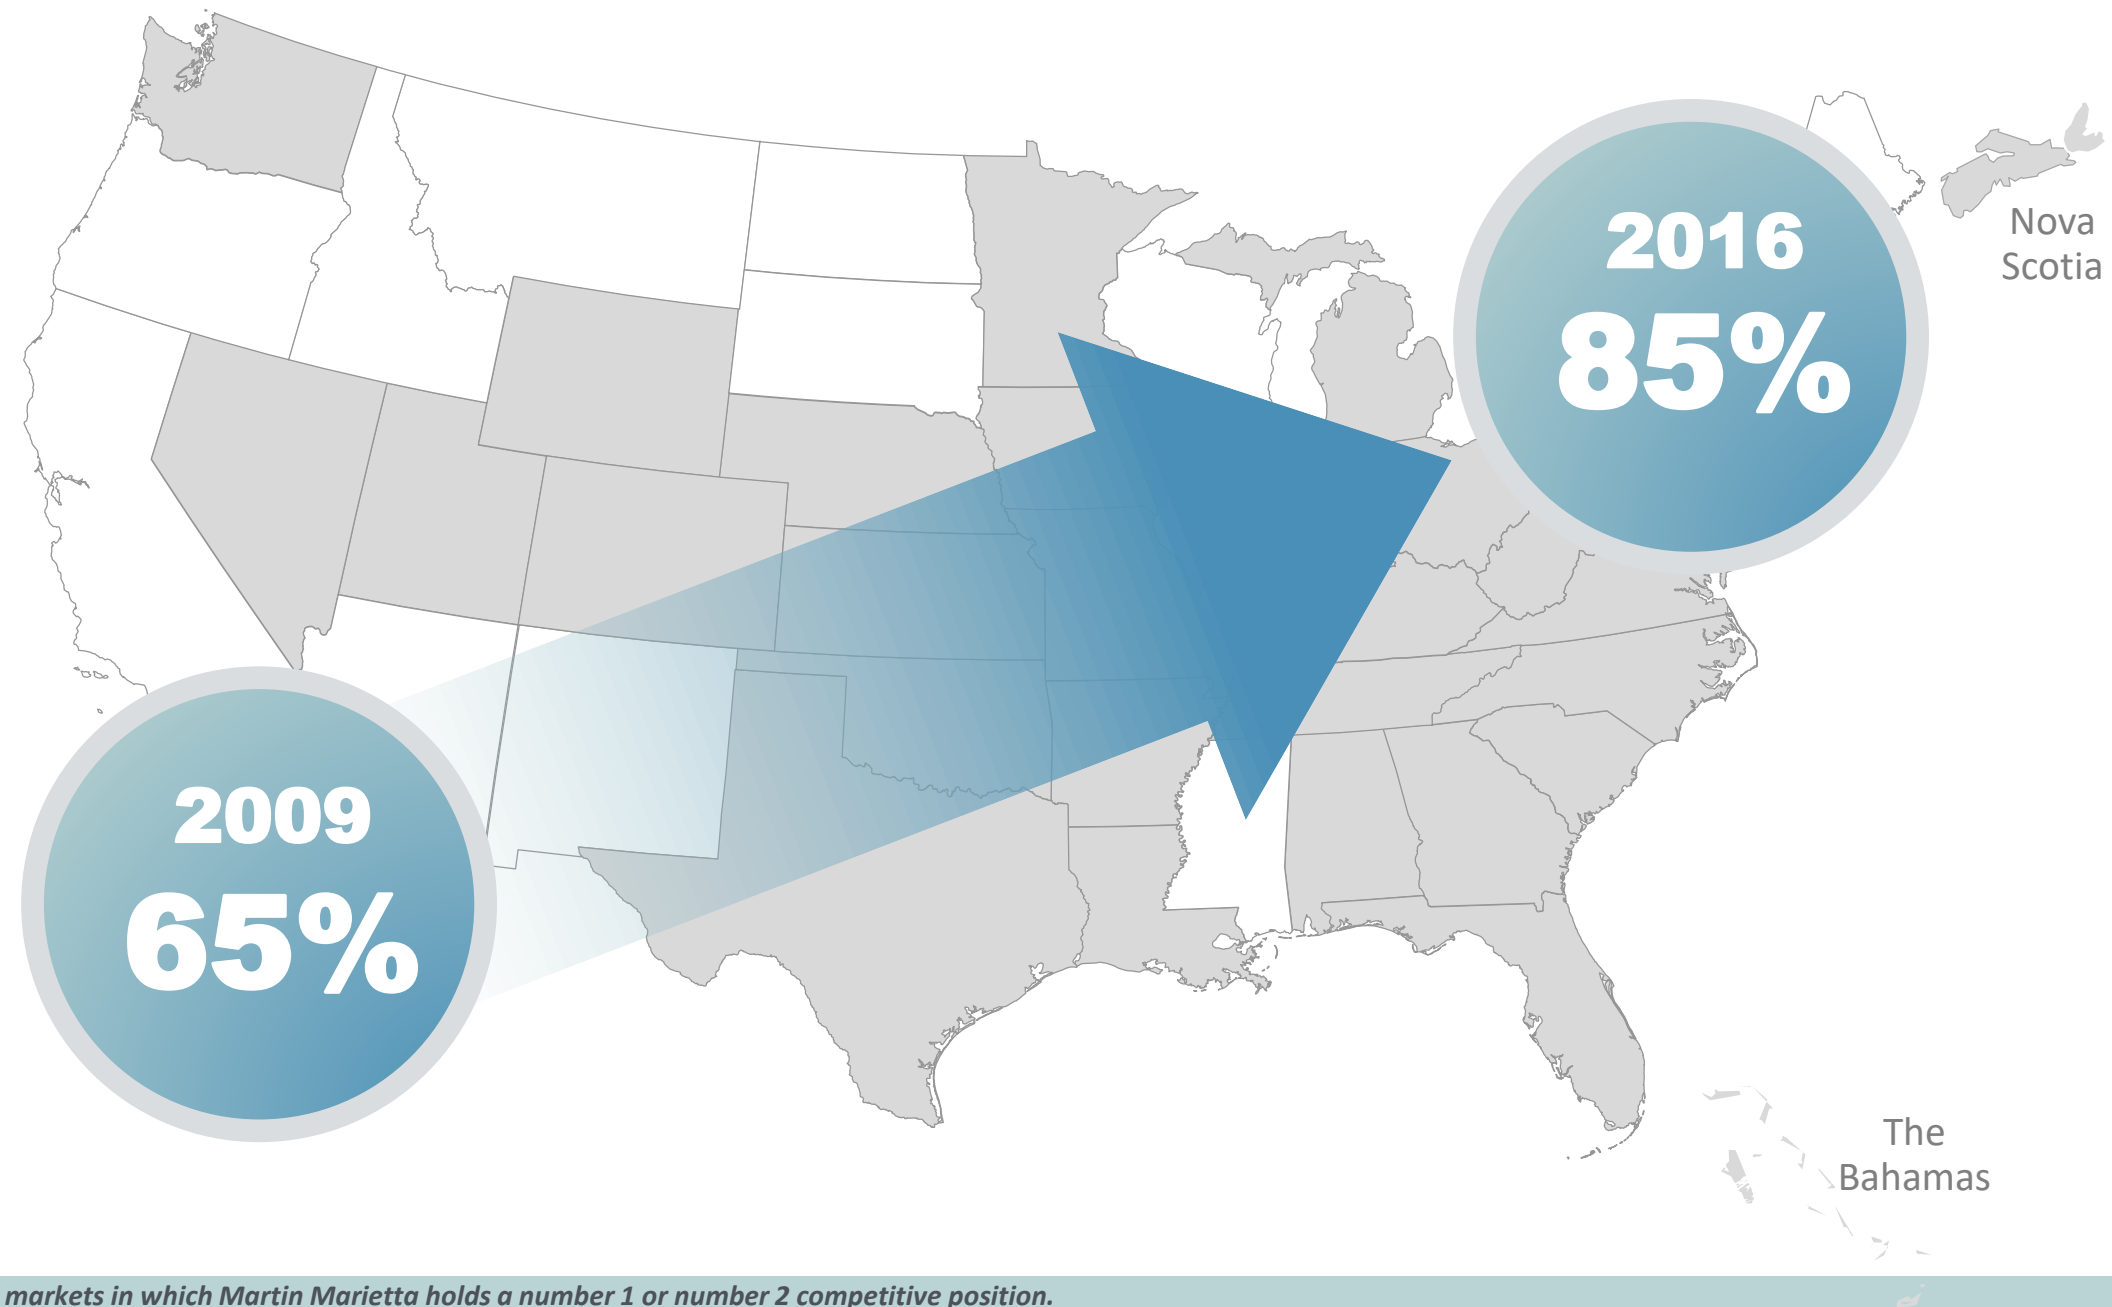 2016
85%
Nova
Scotia
2009
65%
The
Bahamas
markets in which Martin Marietta holds a number 1 or number 2 competitive position.